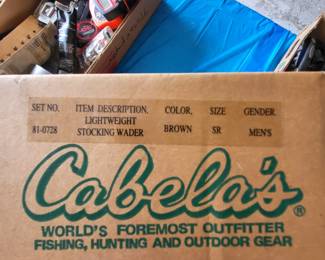 SET NO. ITEM DESCRIPTION, COLOR, SIZE GENDER
LIGHTWEIGHT
81-0728 STOCKING WADER BROWN SR MEN'S
Cabela's®
WORLD'S FOREMOST OUTFITTER
FISHING, HUNTING AND OUTDOOR GEAR